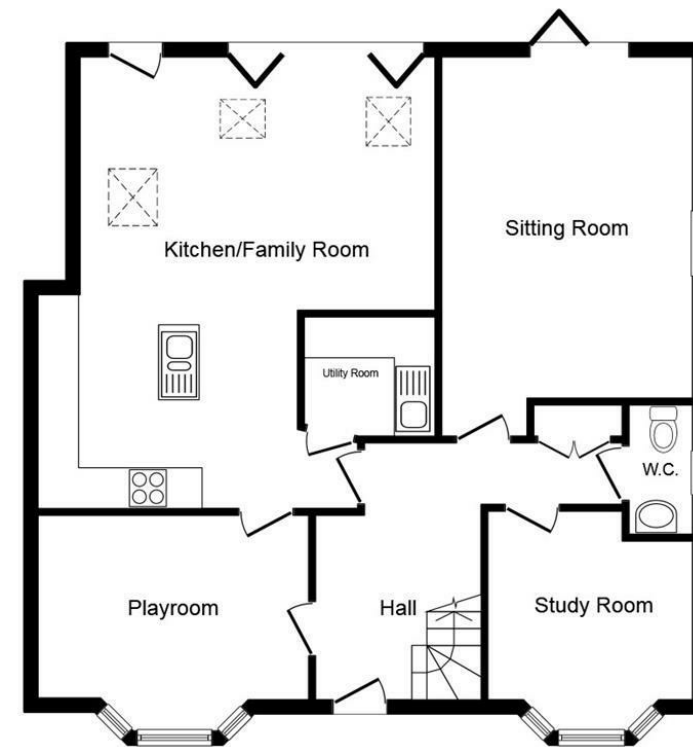 Sitting Room
Kitchen/Family Room
Utility Room
W.C.
Playroom
Hall
Study Room